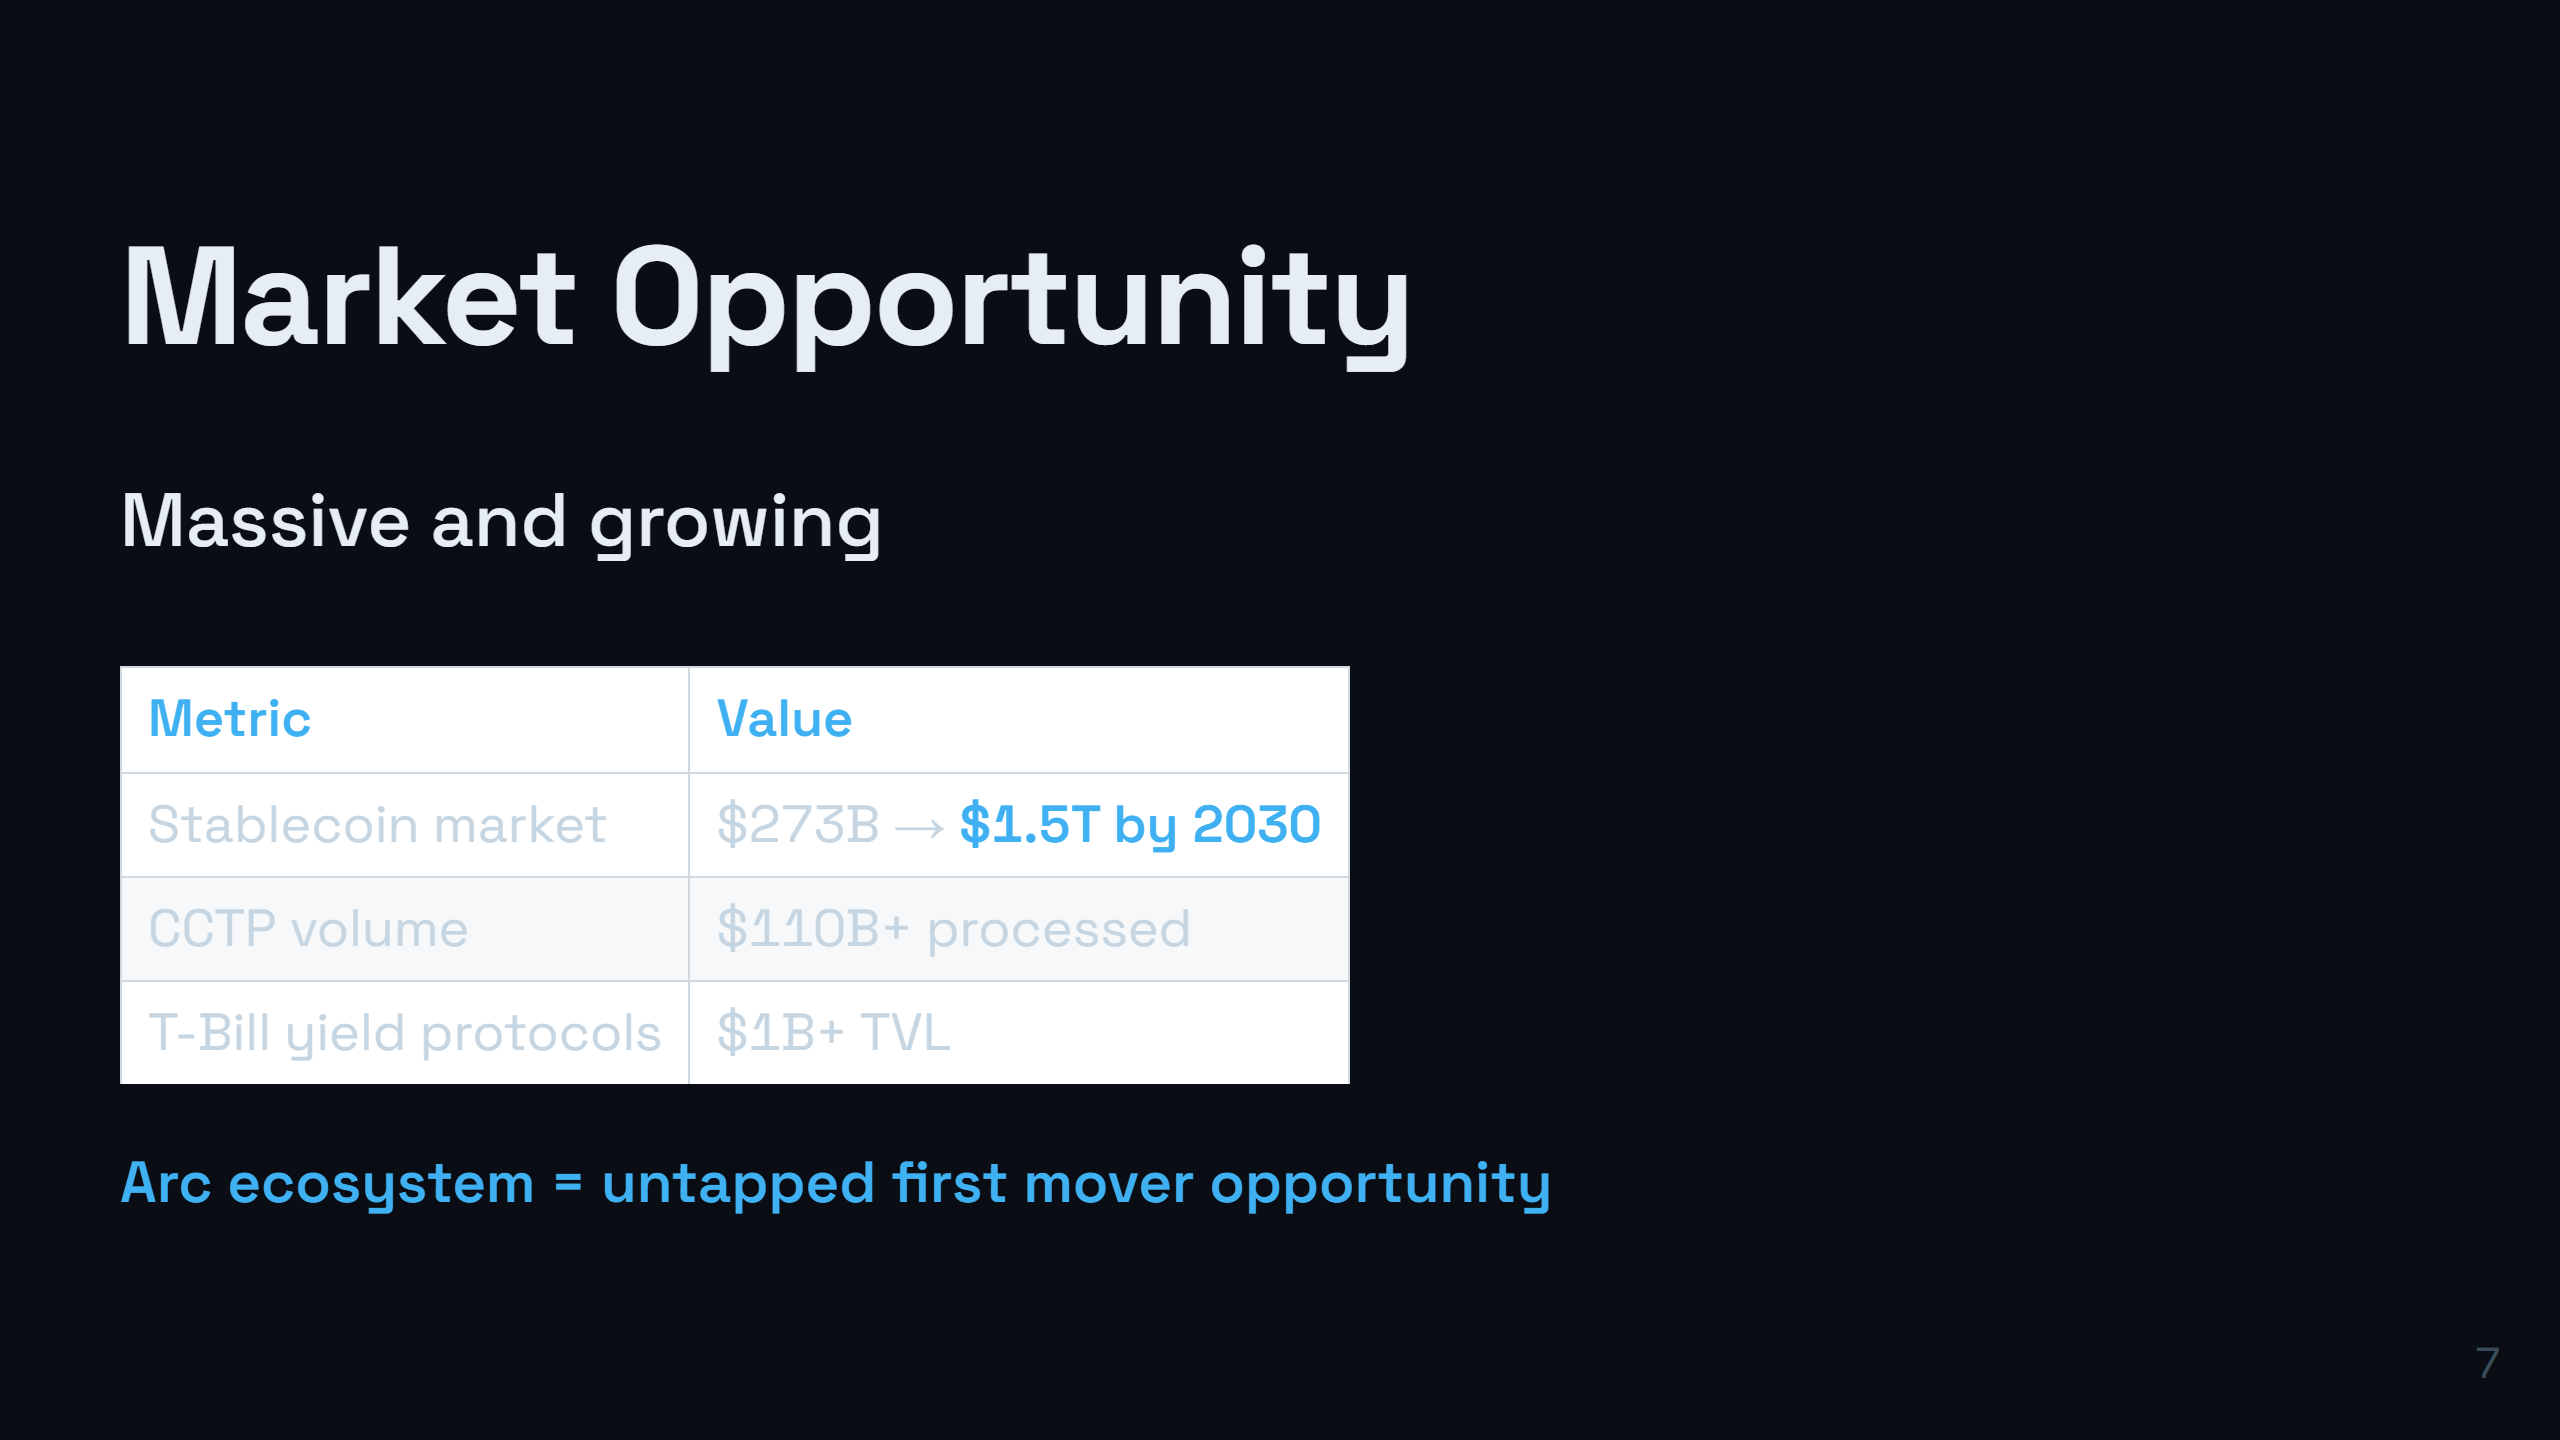 Market Opportunity
Massive and growing
Metric Value
Stablecoin market $273B → $1.5T by 2030
CCTP volume $110B+ processed
T-Bill yield protocols $1B+ TVL
Arc ecosystem = untapped first mover opportunity
7